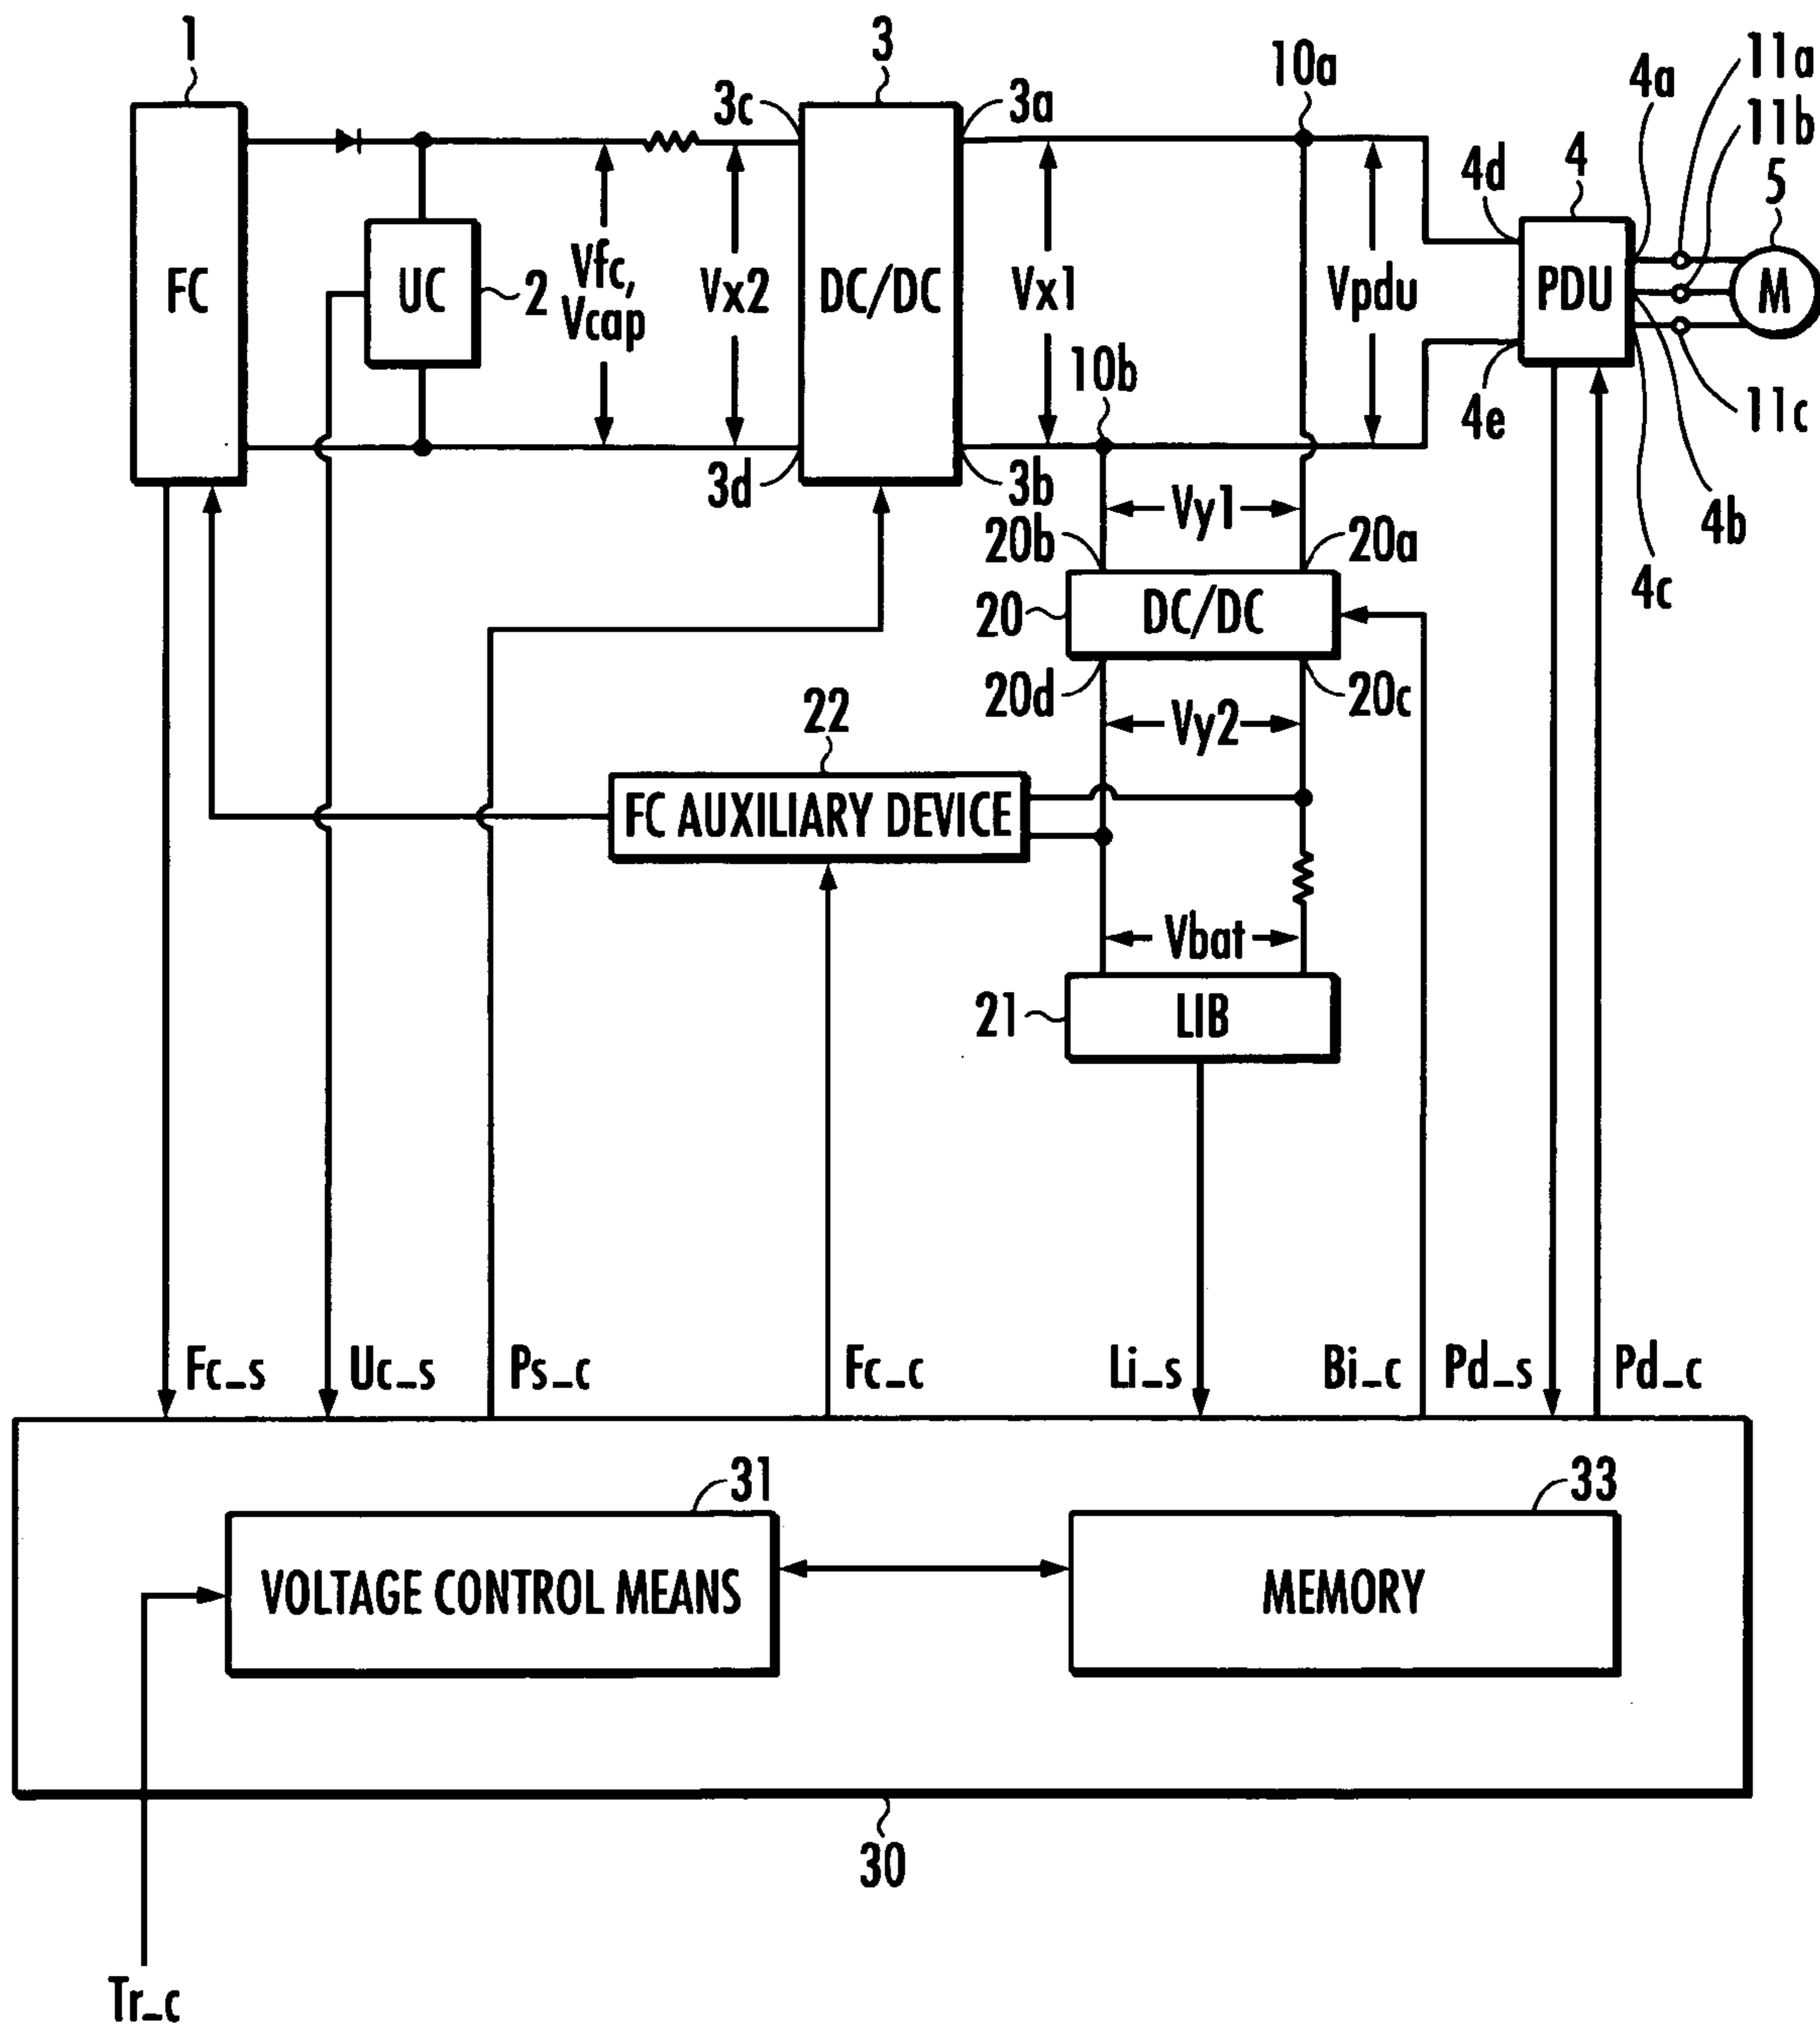 1
3
10a
11a
11b
4a
3c
3a
4
5
4d
FC
UC
2
Vfc,
Vcap
Vx2
DC/DC
Vx1
Vpdu
PDU
M
10b
4e
11c
3d
3b
Vy1
4b
20b
20a
4c
20
DC/DC
20d
20c
22
Vy2
FC AUXILIARY DEVICE
Vbat
21
LIB
Fc_s
Uc_s
Ps_c
Fc_c
Li_s
Bi_c
Pd_s
Pd_c
31
33
VOLTAGE CONTROL MEANS
MEMORY
30
Tr_c